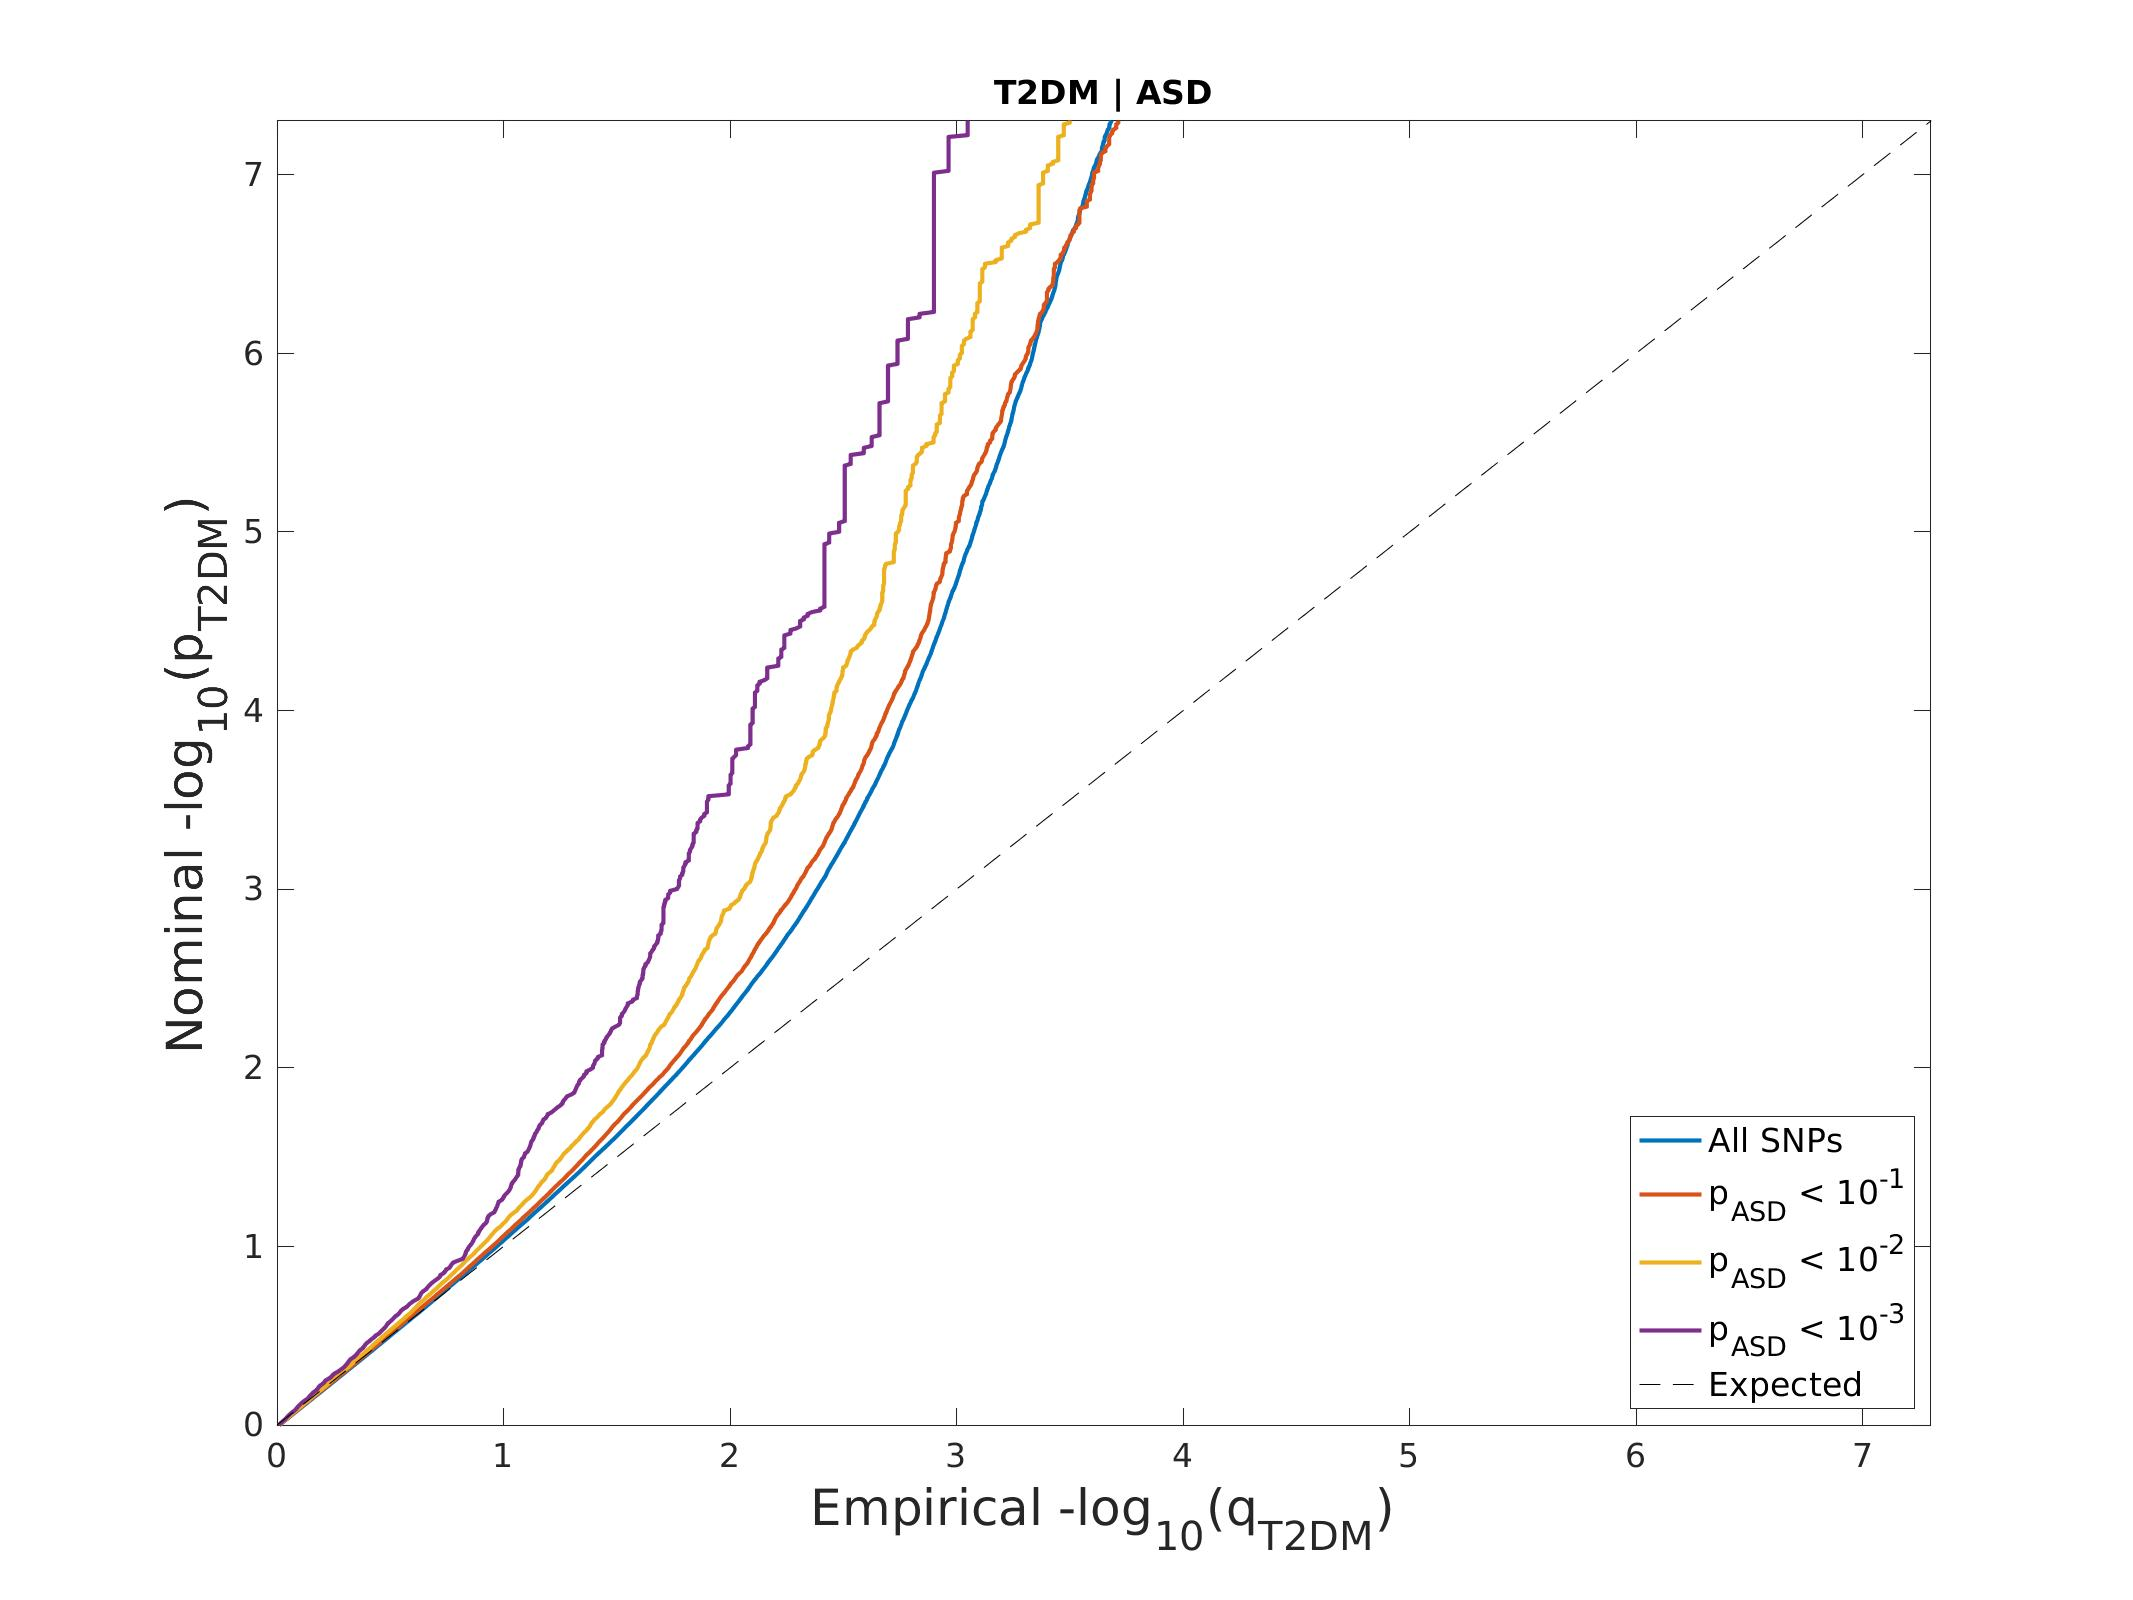 T2DM | ASD
Nominal -log10(pT2DM)
7
6
5
4
3
2
1
0
0 1 2 3 4 5 6 7
Empirical -log10(qT2DM)
All SNPs
pASD < 10-1
pASD < 10-2
pASD < 10-3
Expected